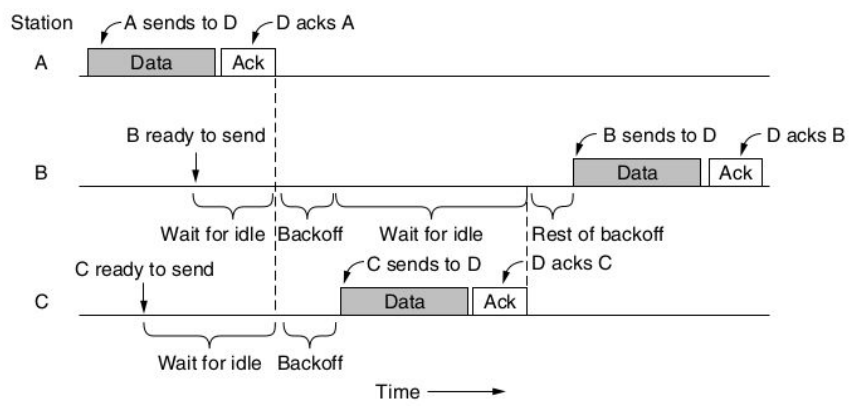 Station
A sends to D
D acks A
A
Data
Ack
B ready to send
B sends to D
D acks B
B
Data
Ack
Wait for idle
Backoff
Wait for idle
Rest of backoff
C ready to send
C sends to D
D acks C
C
Data
Ack
Wait for idle
Backoff
Time